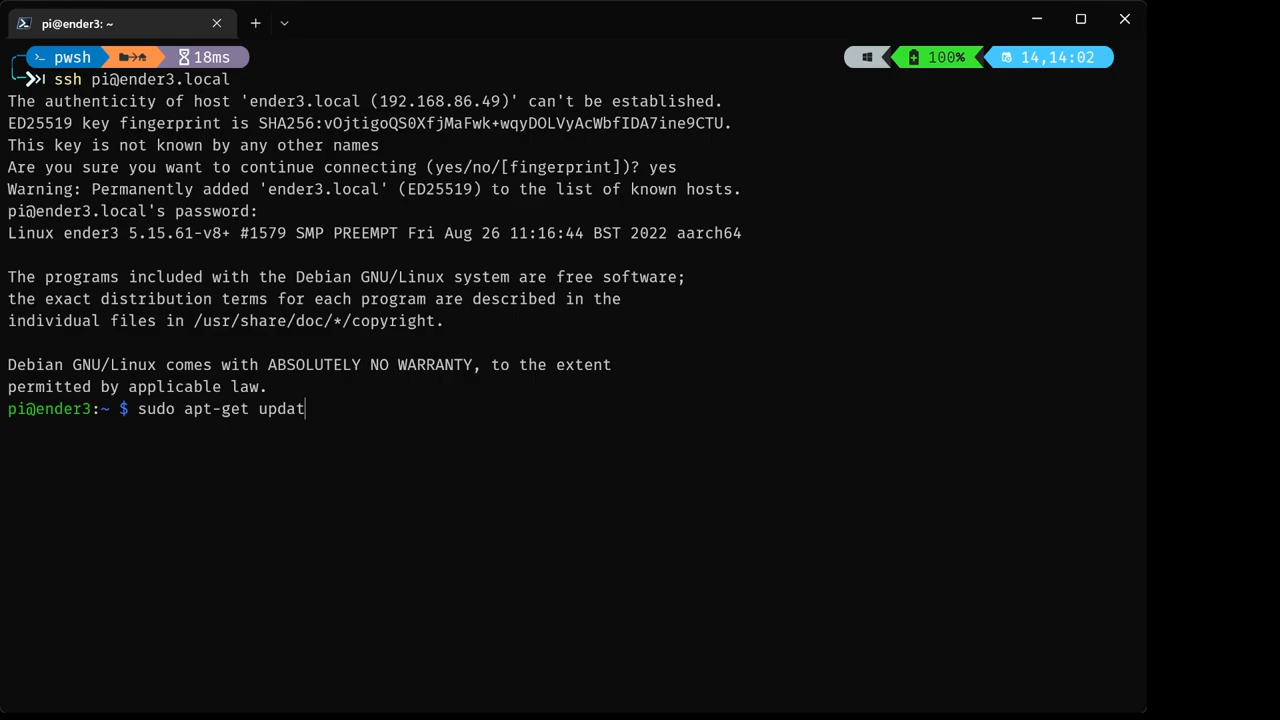 pi@ender3: ~
pwsh 18ms 100% 14,14:02
ssh pi@ender3.local
The authenticity of host 'ender3.local (192.168.86.49)' can't be established.
ED25519 key fingerprint is SHA256:vOjtigoQS0XfjMaFwk+wqyDOLVyAcWbfIDA7ine9CTU.
This key is not known by any other names
Are you sure you want to continue connecting (yes/no/[fingerprint])? yes
Warning: Permanently added 'ender3.local' (ED25519) to the list of known hosts.
pi@ender3.local's password:
Linux ender3 5.15.61-v8+ #1579 SMP PREEMPT Fri Aug 26 11:16:44 BST 2022 aarch64
The programs included with the Debian GNU/Linux system are free software;
the exact distribution terms for each program are described in the
individual files in /usr/share/doc/*/copyright.
Debian GNU/Linux comes with ABSOLUTELY NO WARRANTY, to the extent
permitted by applicable law.
pi@ender3:~ $ sudo apt-get updat